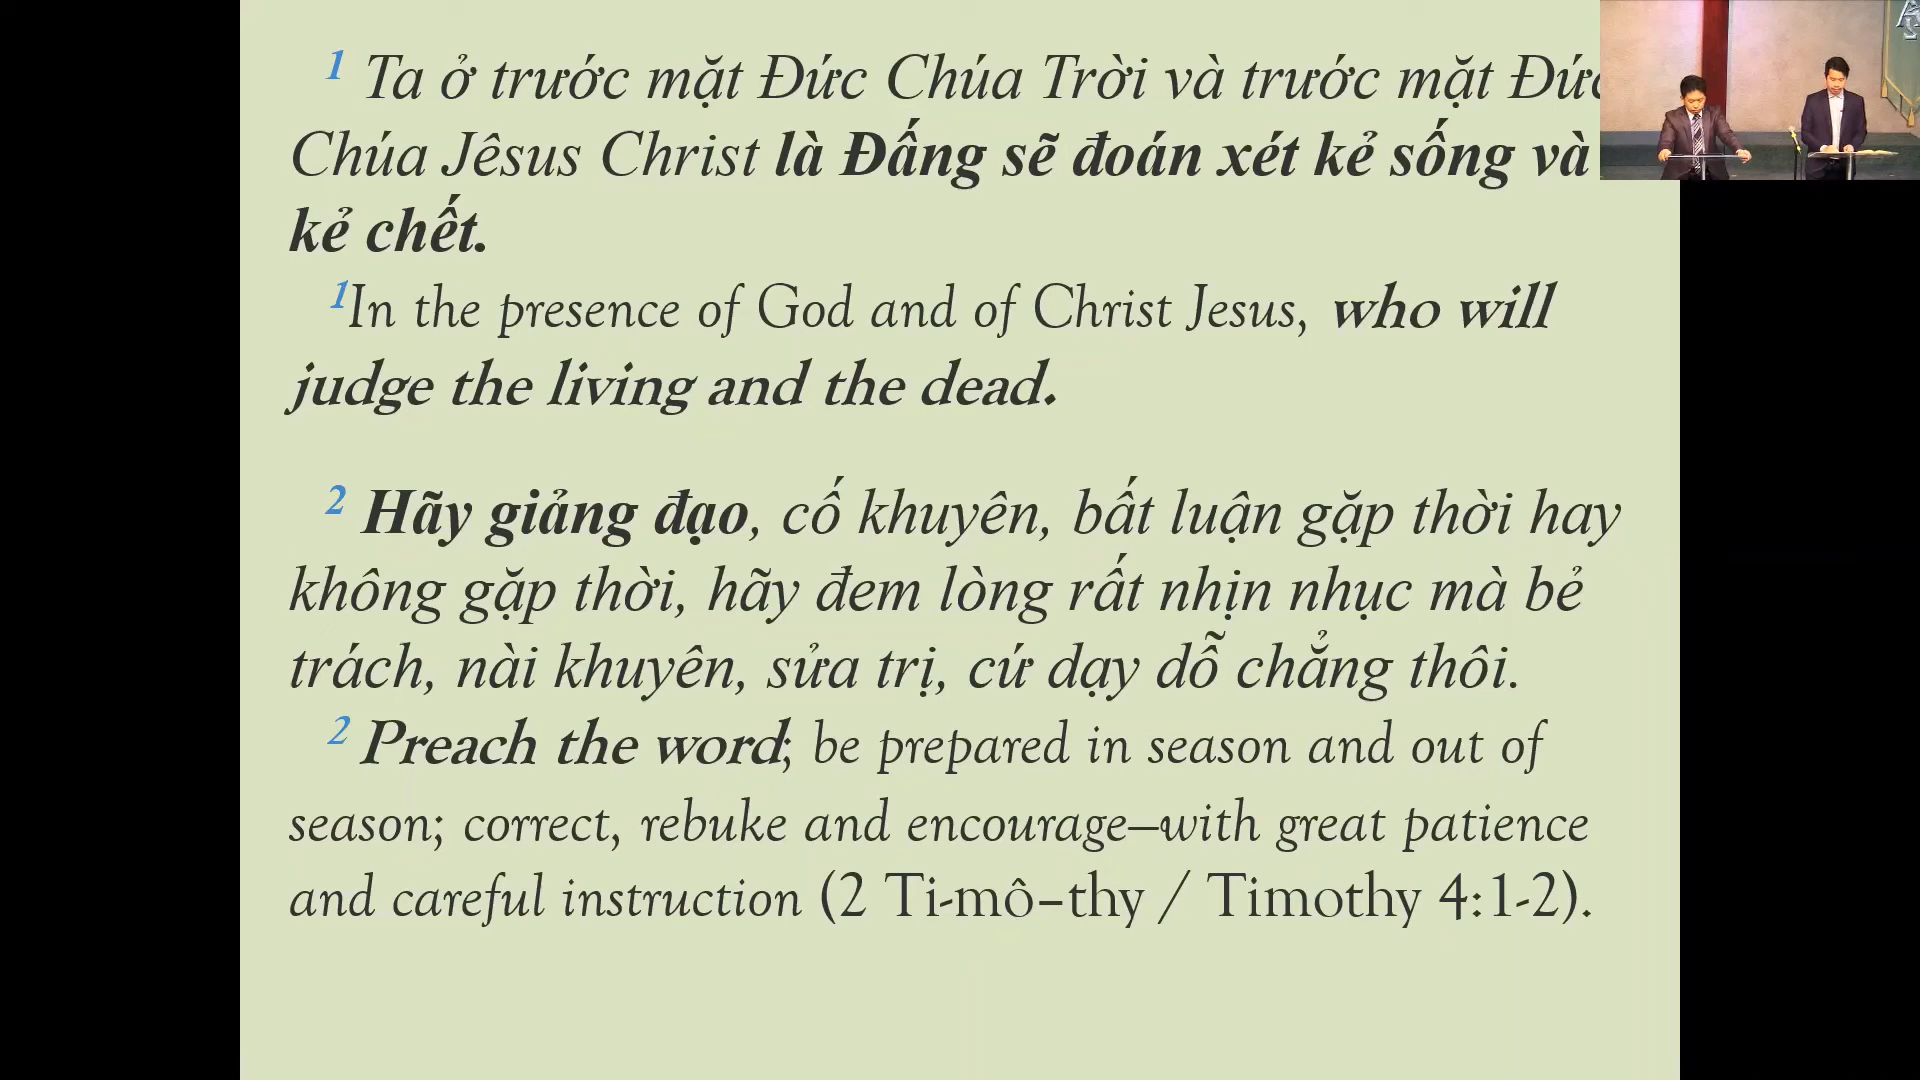 1 Ta ở trước mặt Đức Chúa Trời và trước mặt Đức
Chúa Jêsus Christ là Đấng sẽ đoán xét kẻ sống và
kẻ chết.
1In the presence of God and of Christ Jesus, who will
judge the living and the dead.
2 Hãy giảng đạo, cố khuyên, bất luận gặp thời hay
không gặp thời, hãy đem lòng rất nhịn nhục mà bẻ
trách, nài khuyên, sửa trị, cứ dạy dỗ chẳng thôi.
2 Preach the word; be prepared in season and out of
season; correct, rebuke and encourage—with great patience
and careful instruction (2 Ti-mô-thy / Timothy 4:1-2).